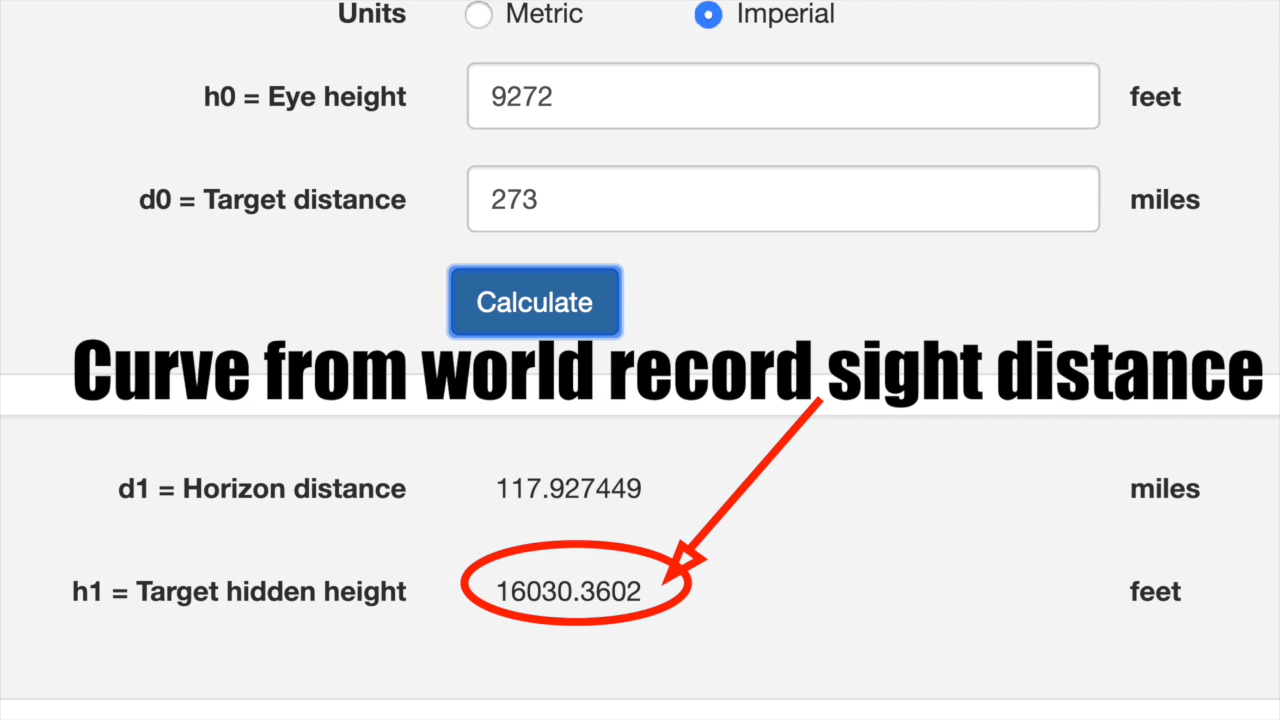 Units Metric Imperial
h0 = Eye height 9272 feet
d0 = Target distance 273 miles
Calculate
Curve from world record sight distance
d1 = Horizon distance 117.927449 miles
h1 = Target hidden height 16030.3602 feet